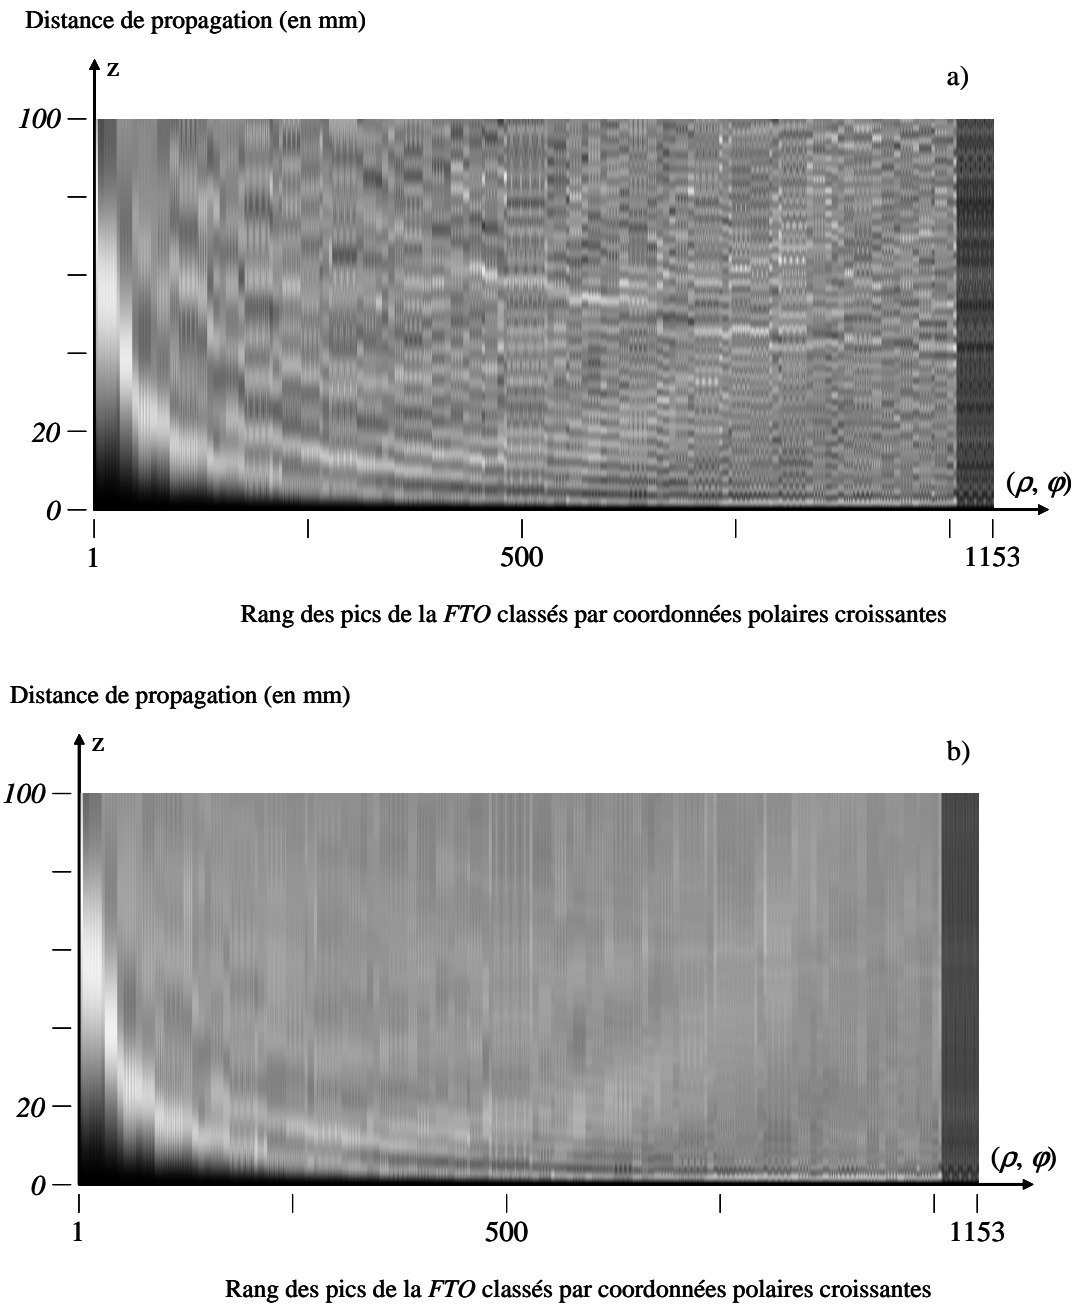 Distance de propagation (en mm)
z
a)
100
20
0
(ρ, φ)
1
500
1153
Rang des pics de la FTO classés par coordonnées polaires croissantes
Distance de propagation (en mm)
z
b)
100
20
0
(ρ, φ)
1
500
1153
Rang des pics de la FTO classés par coordonnées polaires croissantes